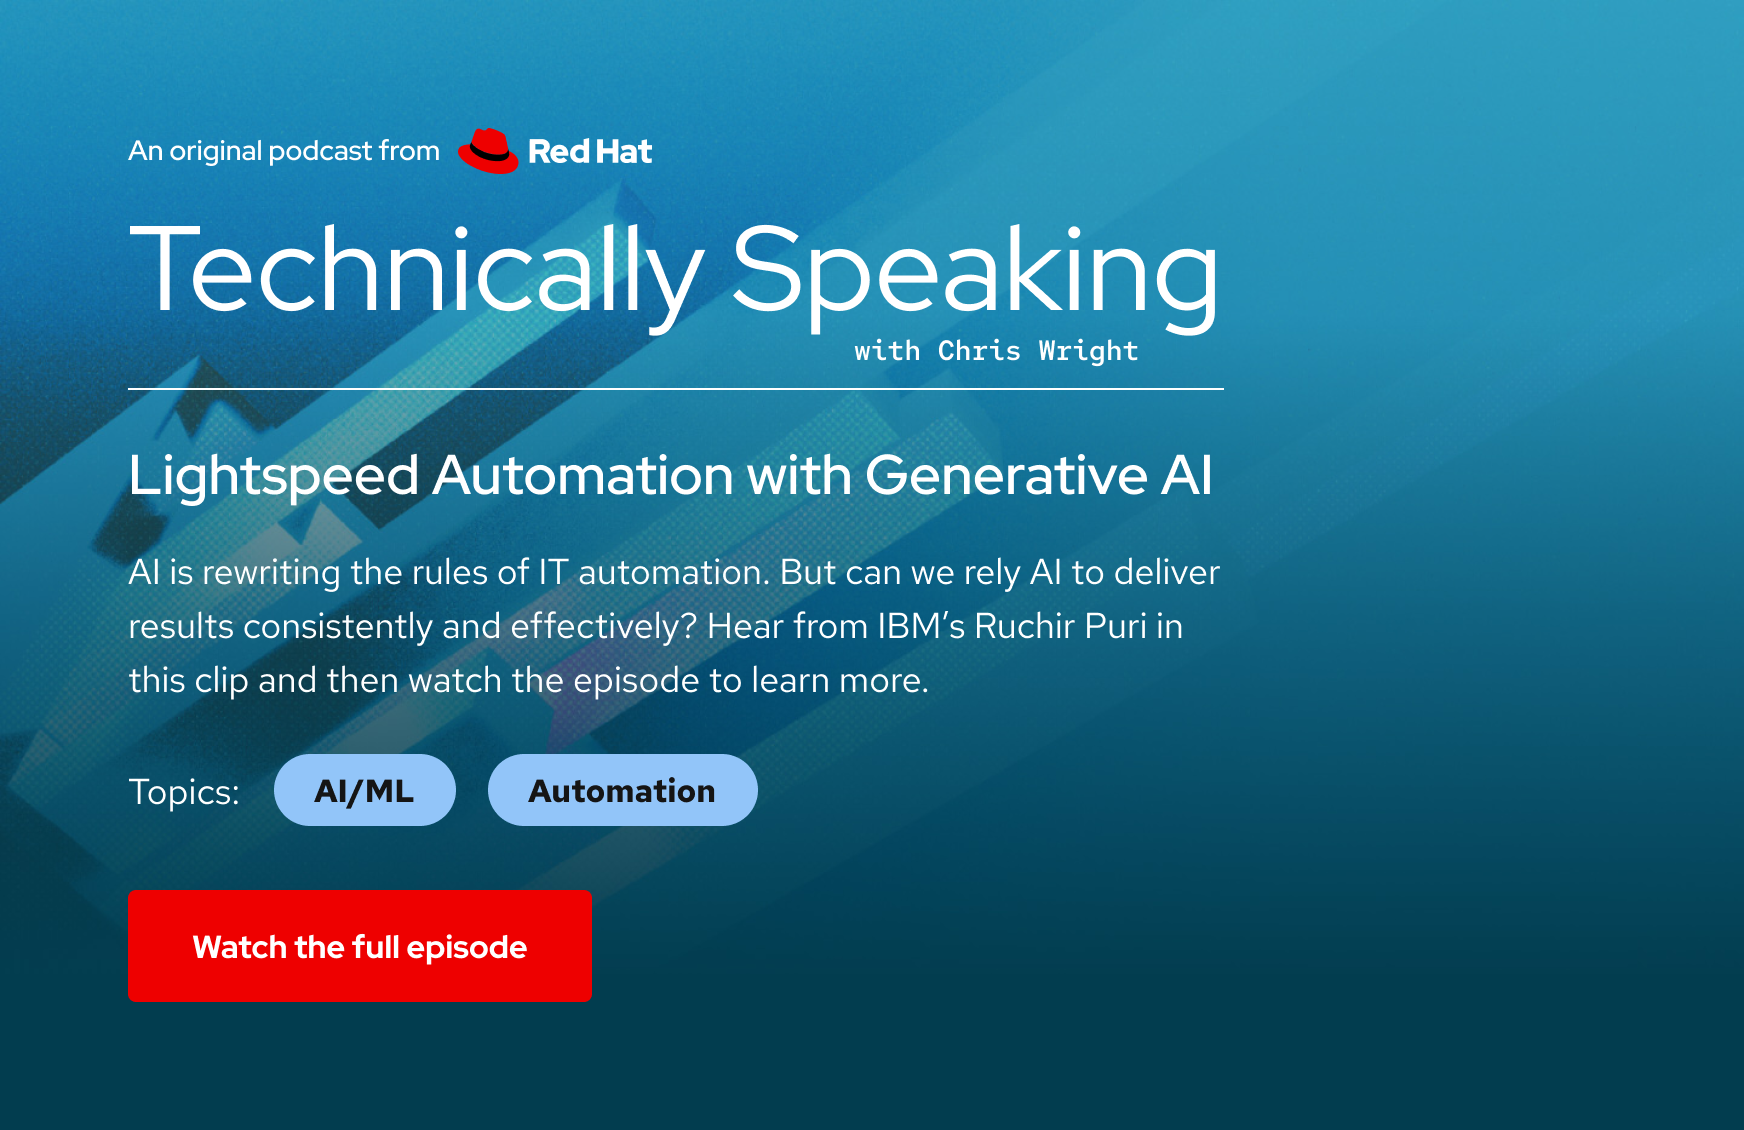 An original podcast from Red Hat
Technically Speaking
with Chris Wright
Lightspeed Automation with Generative AI
AI is rewriting the rules of IT automation. But can we rely AI to deliver
results consistently and effectively? Hear from IBM’s Ruchir Puri in
this clip and then watch the episode to learn more.
Topics: AI/ML Automation
Watch the full episode